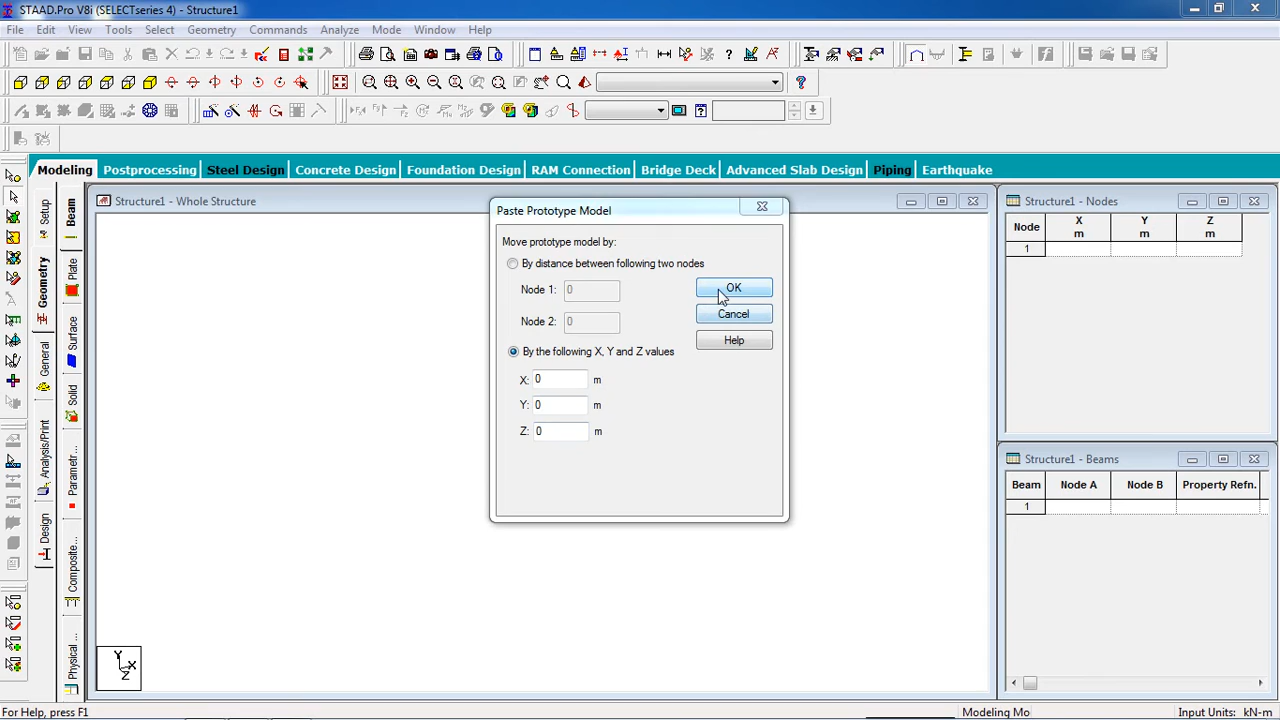 STAAD.Pro V8i (SELECTseries 4) - Structure1
File Edit View Tools Select Geometry Commands Analyze Mode Window Help
Modeling Postprocessing Steel Design Concrete Design Foundation Design RAM Connection Bridge Deck Advanced Slab Design Piping Earthquake
Setup
Geometry
General
Analysis/Print
Design
Beam
Plate
Surface
Solid
Parametr...
Composite...
Physical ...
Structure1 - Whole Structure
Paste Prototype Model
Move prototype model by:
By distance between following two nodes
Node 1: 0
Node 2: 0
By the following X, Y and Z values
X: 0 m
Y: 0 m
Z: 0 m
OK
Cancel
Help
Structure1 - Nodes
Node X m Y m Z m
1
Structure1 - Beams
Beam Node A Node B Property Refn.
1
Y
X
Z
For Help, press F1
Modeling Mo
Input Units: kN-m